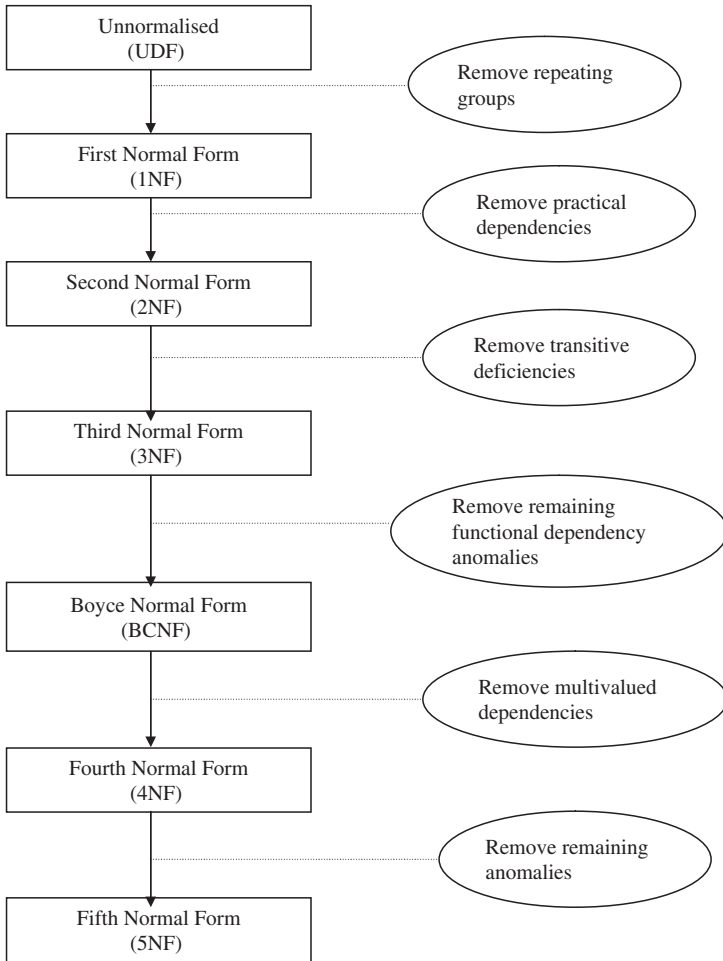 Unnormalised
(UDF)
Remove repeating
groups
First Normal Form
(1NF)
Remove practical
dependencies
Second Normal Form
(2NF)
Remove transitive
deficiencies
Third Normal Form
(3NF)
Remove remaining
functional dependency
anomalies
Boyce Normal Form
(BCNF)
Remove multivalued
dependencies
Fourth Normal Form
(4NF)
Remove remaining
anomalies
Fifth Normal Form
(5NF)